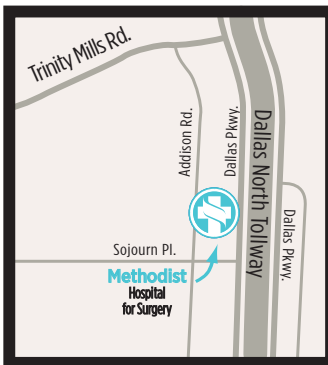 Trinity Mills Rd.
Addison Rd.
Dallas Pkwy.
Dallas North Tollway
Dallas Pkwy.
Sojourn Pl.
Methodist
Hospital
for Surgery